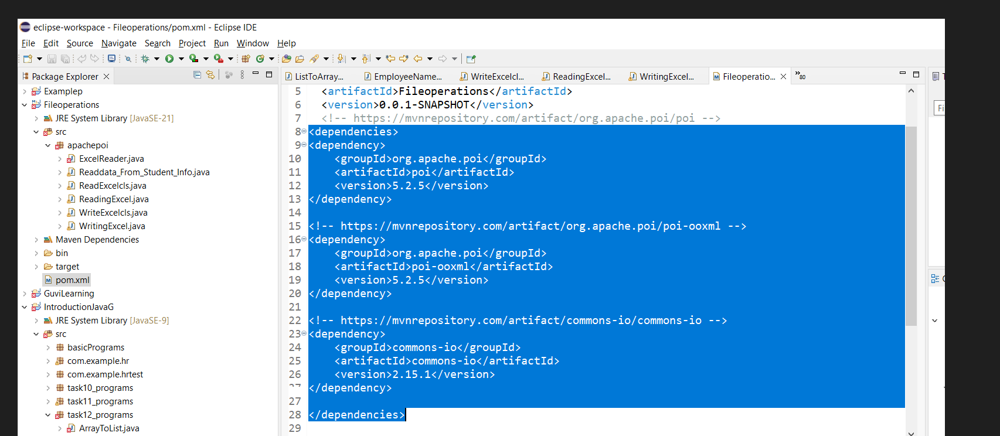 eclipse-workspace - Fileoperations/pom.xml - Eclipse IDE
File Edit Source Navigate Search Project Run Window Help
Package Explorer
Examplep
Fileoperations
JRE System Library [JavaSE-21]
src
apachepoi
ExcelReader.java
Readdata_From_Student_Info.java
ReadExcelcls.java
ReadingExcel.java
WriteExcelcls.java
WritingExcel.java
Maven Dependencies
bin
target
pom.xml
GuviLearning
IntroductionJavaG
JRE System Library [JavaSE-9]
src
basicPrograms
com.example.hr
com.example.hrtest
task10_programs
task11_programs
task12_programs
ArrayToList.java
ListToArray... EmployeeName... WriteExcelcl... ReadingExcel... WritingExcel... Fileoperatio... »80
5 <artifactId>Fileoperations</artifactId>
6 <version>0.0.1-SNAPSHOT</version>
7 <!-- https://mvnrepository.com/artifact/org.apache.poi/poi -->
8 <dependencies>
9 <dependency>
10 <groupId>org.apache.poi</groupId>
11 <artifactId>poi</artifactId>
12 <version>5.2.5</version>
13 </dependency>
14
15 <!-- https://mvnrepository.com/artifact/org.apache.poi/poi-ooxml -->
16 <dependency>
17 <groupId>org.apache.poi</groupId>
18 <artifactId>poi-ooxml</artifactId>
19 <version>5.2.5</version>
20 </dependency>
21
22 <!-- https://mvnrepository.com/artifact/commons-io/commons-io -->
23 <dependency>
24 <groupId>commons-io</groupId>
25 <artifactId>commons-io</artifactId>
26 <version>2.15.1</version>
</dependency>
27
28 </dependencies>
29
Fi